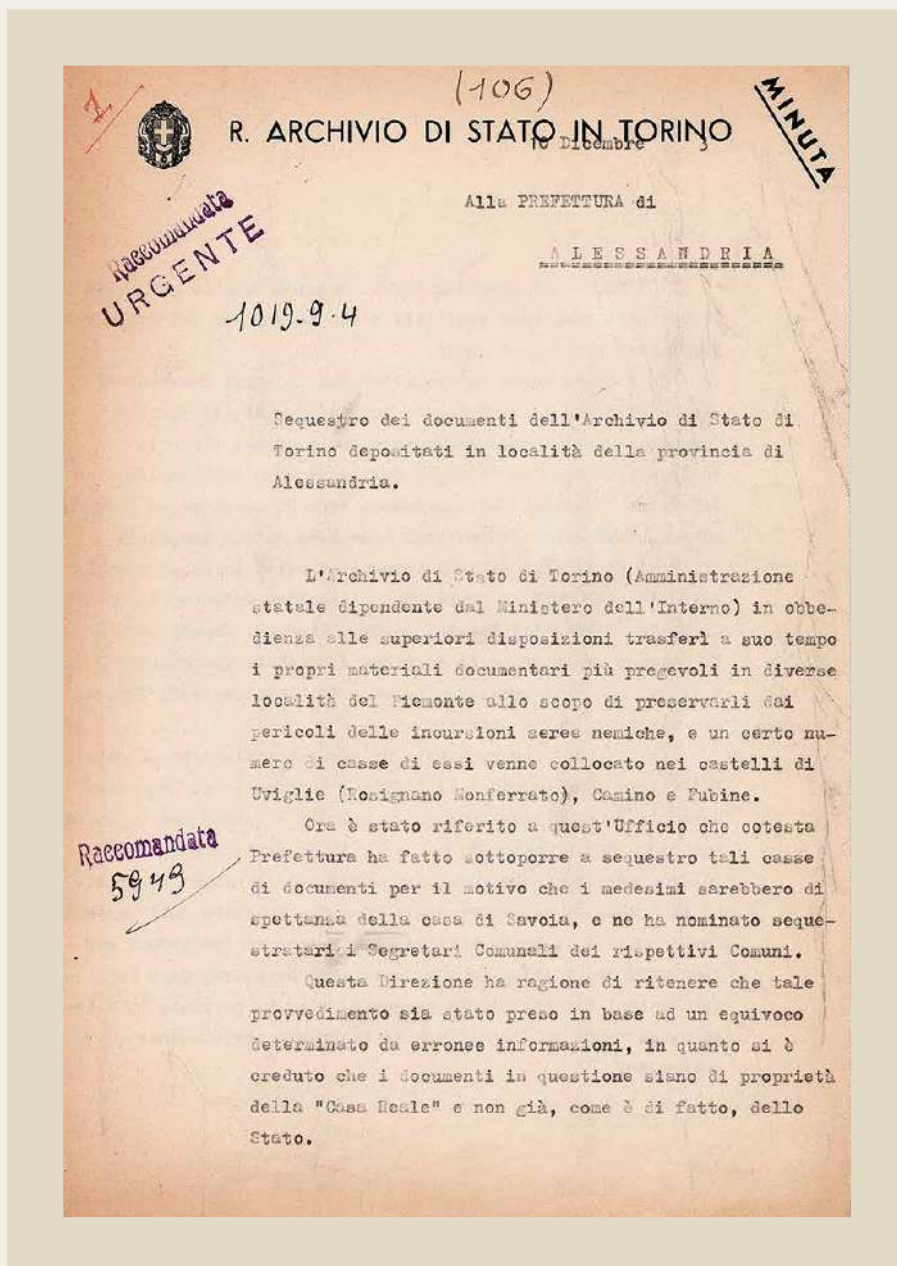 1
(106)
MINUTA
R. ARCHIVIO DI STATO IN TORINO
10 Dicembre 3
Alla PREFETTURA di
ALESSANDRIA
Raccomandata
URGENTE
1019.9.4
Sequestro dei documenti dell'Archivio di Stato di
Torino depositati in località della provincia di
Alessandria.
L'Archivio di Stato di Torino (Amministrazione
statale dipendente dal Ministero dell'Interno) in obbe-
dienza alle superiori disposizioni trasferì a suo tempo
i propri materiali documentari più pregevoli in diverse
località del Piemonte allo scopo di preservarli dai
pericoli delle incursioni aeree nemiche, e un certo nu-
mero di casse di essi venne collocato nei castelli di
Uviglie (Rosignano Monferrato), Camino e Fubine.
Ora è stato riferito a quest'Ufficio che cotesta
Prefettura ha fatto sottoporre a sequestro tali casse
di documenti per il motivo che i medesimi sarebbero di
spettanza della casa di Savoia, e ne ha nominato seque-
stratari i Segretari Comunali dei rispettivi Comuni.
Raccomandata
5949
Questa Direzione ha ragione di ritenere che tale
provvedimento sia stato preso in base ad un equivoco
determinato da erronee informazioni, in quanto si è
creduto che i documenti in questione siano di proprietà
della "Casa Reale" e non già, come è di fatto, dello
Stato.